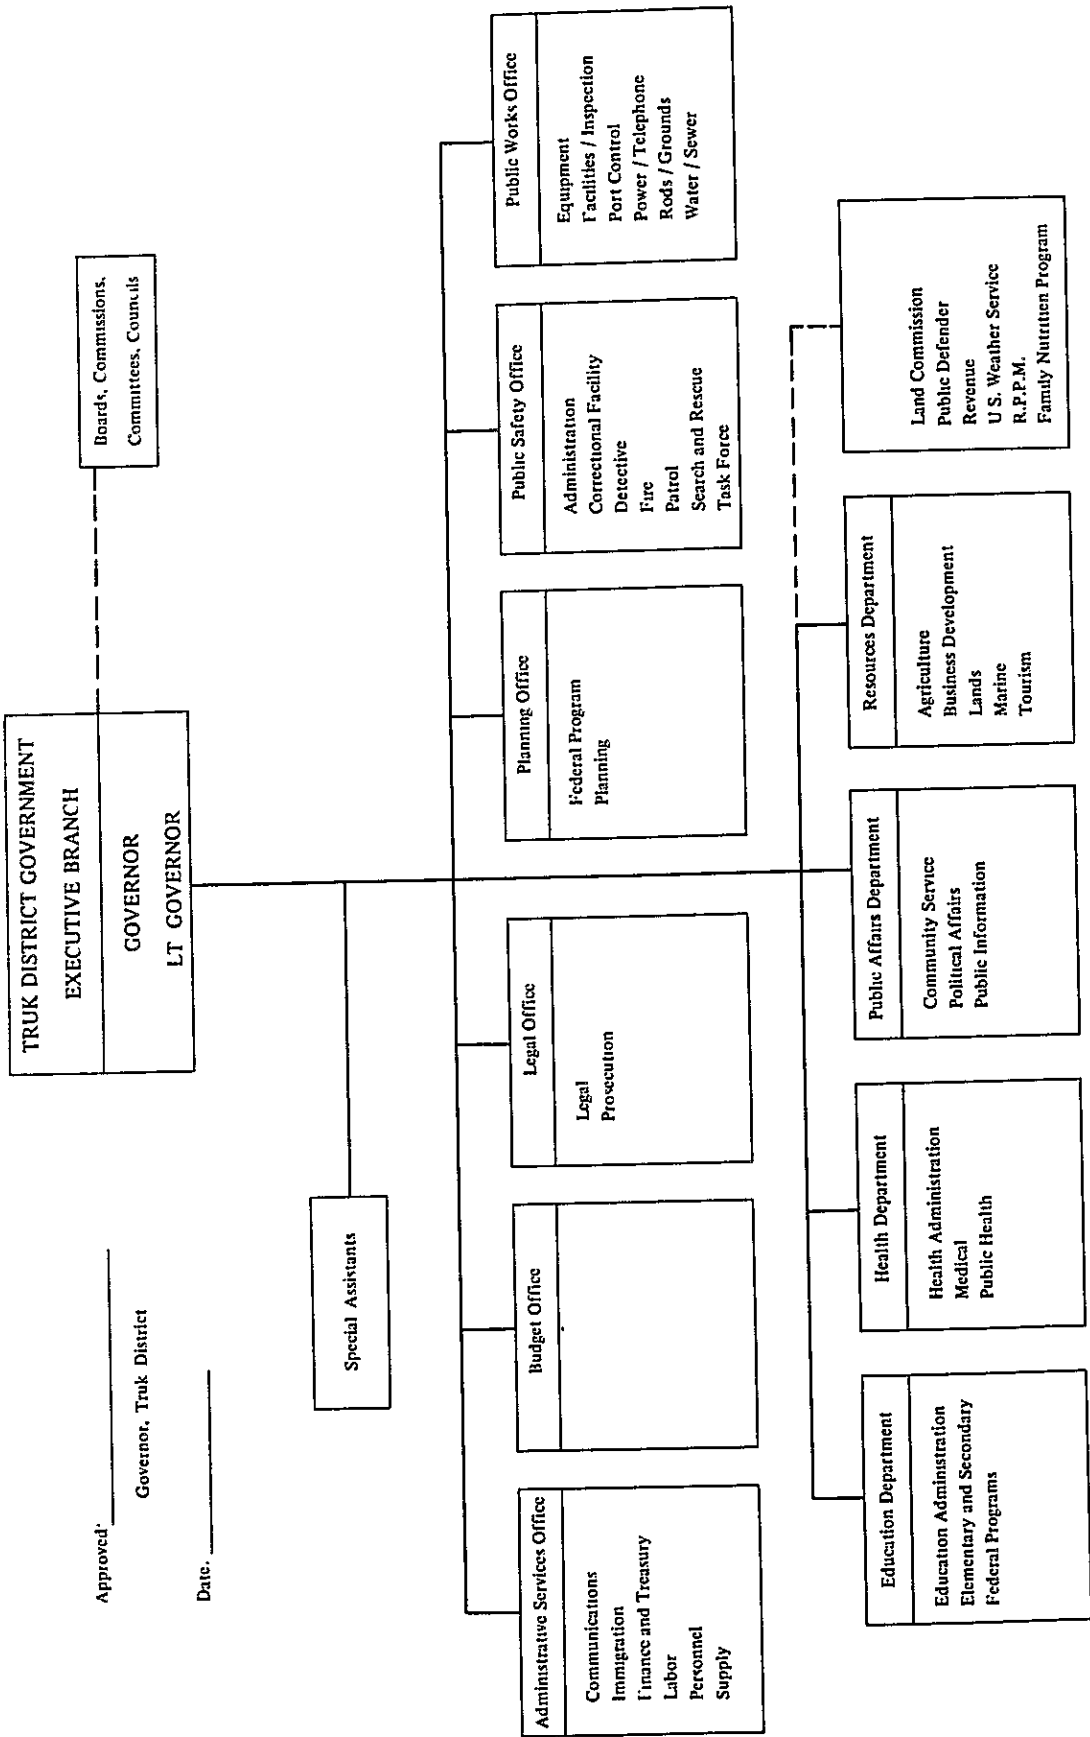 TRUK DISTRICT GOVERNMENT
EXECUTIVE BRANCH
GOVERNOR
LT GOVERNOR
Boards, Commissions,
Committees, Councils
Approved
Governor, Truk District
Date.
Special Assistants
Administrative Services Office
Communications
Immigration
Finance and Treasury
Labor
Personnel
Supply
Budget Office
Legal Office
Legal
Prosecution
Planning Office
Federal Program
Planning
Public Safety Office
Administration
Correctional Facility
Detective
Fire
Patrol
Search and Rescue
Task Force
Public Works Office
Equipment
Facilities / Inspection
Port Control
Power / Telephone
Rods / Grounds
Water / Sewer
Education Department
Education Administration
Elementary and Secondary
Federal Programs
Health Department
Health Administration
Medical
Public Health
Public Affairs Department
Community Service
Political Affairs
Public Information
Resources Department
Agriculture
Business Development
Lands
Marine
Tourism
Land Commission
Public Defender
Revenue
U S. Weather Service
R.P.P.M.
Family Nutrition Program